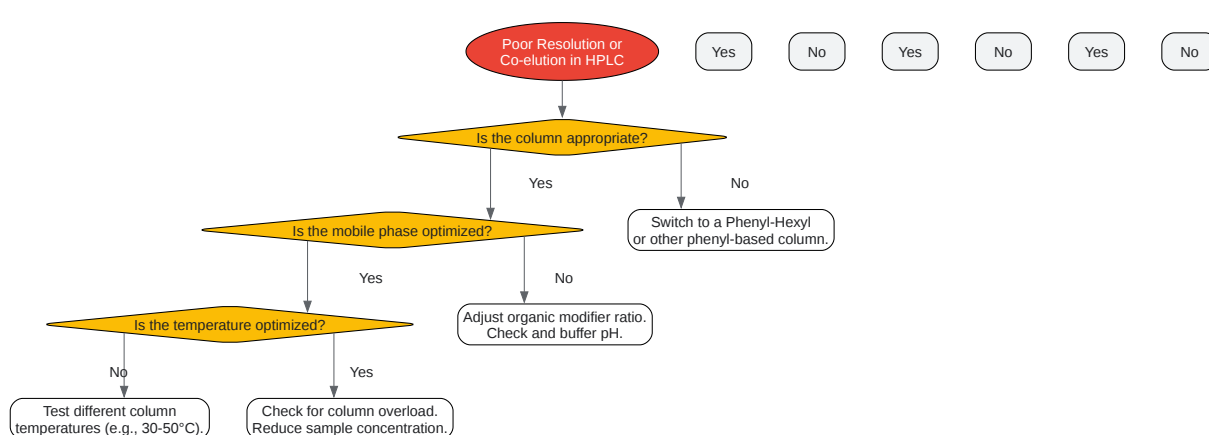 Poor Resolution or
Co-elution in HPLC
Yes
No
Yes
No
Yes
No
Is the column appropriate?
Yes
No
Is the mobile phase optimized?
Switch to a Phenyl-Hexyl
or other phenyl-based column.
Yes
No
Is the temperature optimized?
Adjust organic modifier ratio.
Check and buffer pH.
No
Yes
Test different column
temperatures (e.g., 30-50°C).
Check for column overload.
Reduce sample concentration.